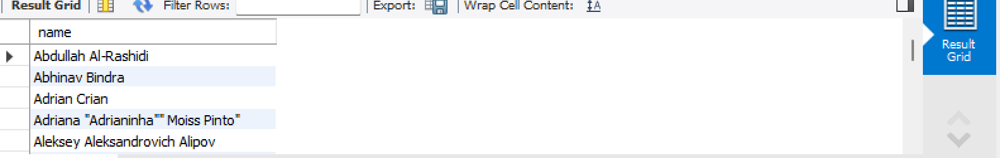 Result Grid Filter Rows: Export: Wrap Cell Content:
name
Abdullah Al-Rashidi
Abhinav Bindra
Adrian Crian
Adriana "Adrianinha"" Moiss Pinto"
Aleksey Aleksandrovich Alipov
Result
Grid